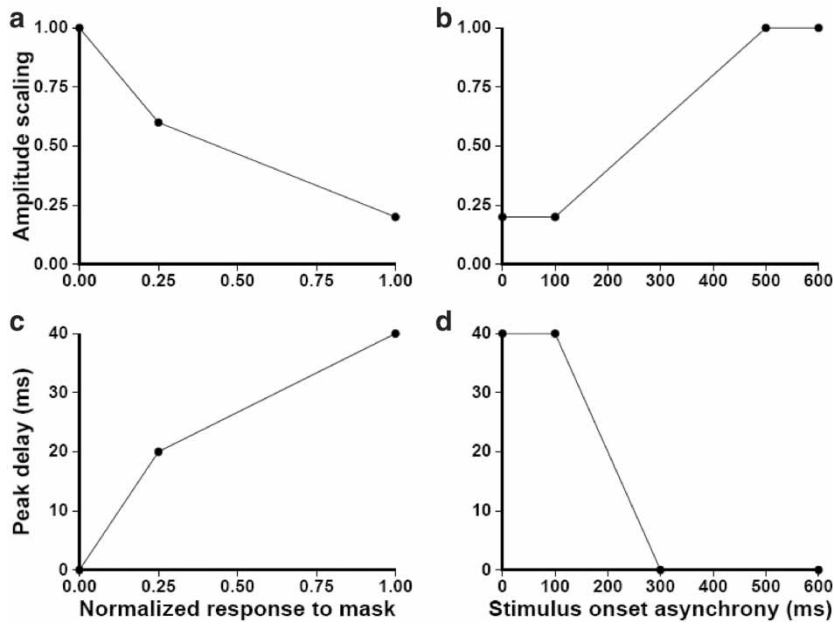 a
b
Amplitude scaling
1.00
0.75
0.50
0.25
0.00
0.00 0.25 0.50 0.75 1.00
1.00
0.75
0.50
0.25
0.00
0 100 200 300 400 500 600
c
d
Peak delay (ms)
40
30
20
10
0
0.00 0.25 0.50 0.75 1.00
Normalized response to mask
40
30
20
10
0
0 100 200 300 400 500 600
Stimulus onset asynchrony (ms)